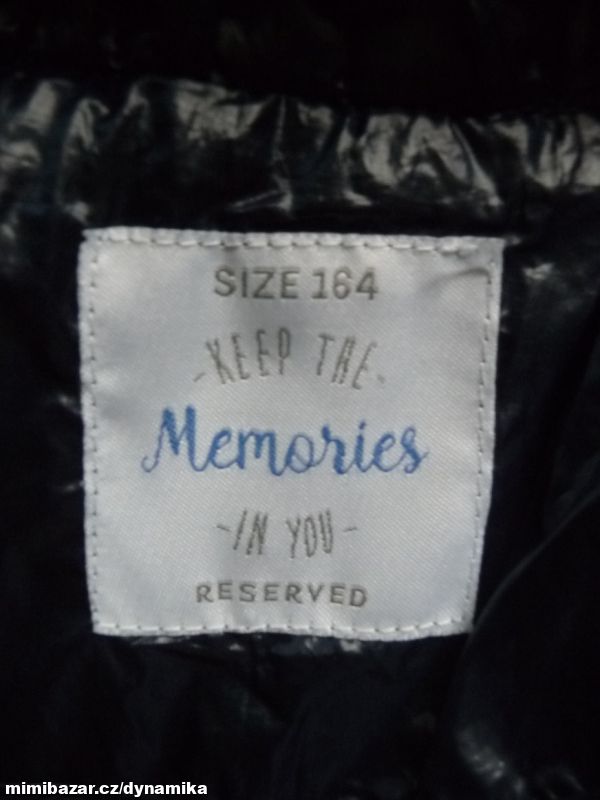 SIZE 164
-KEEP THE-
Memories
-IN YOU-
RESERVED
mimibazar.cz/dynamika